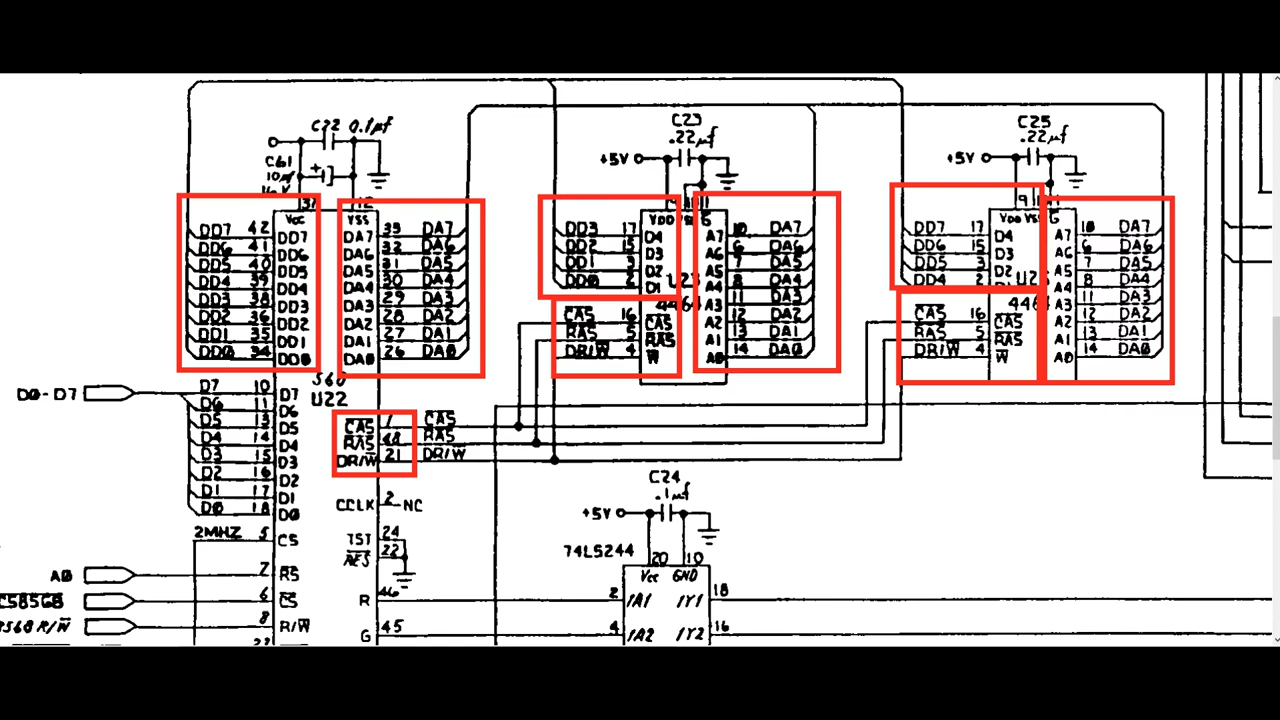 C22 0.1µf
C61
10µf
C23
.22µf
+5V
C25
.22µf
+5V
VCC VSS
DD7 42 DD7
DD6 41 DD6
DD5 40 DD5
DD4 39 DD4
DD3 38 DD3
DD2 36 DD2
DD1 35 DD1
DD0 34 DD0
DA7 33 DA7
DA6 32 DA6
DA5 31 DA5
DA4 30 DA4
DA3 29 DA3
DA2 28 DA2
DA1 27 DA1
DA0 26 DA0
VDD
DD3 17 D4
DD2 15 D3
DD1 3 D2
DD0 2 D1
U23
4464
CAS 16 CAS
RAS 5 RAS
DR/W 4 W
A7 10 DA7
A6 6 DA6
A5 7 DA5
A4 8 DA4
A3 11 DA3
A2 12 DA2
A1 13 DA1
A0 14 DA0
9
VDD VSS G
DD7 17 D4
DD6 15 D3
DD5 3 D2
DD4 2
CAS 16 CAS
RAS 5 RAS
DR/W 4 W
A7 10 DA7
A6 6 DA6
A5 7 DA5
A4 8 DA4
A3 11 DA3
A2 12 DA2
A1 13 DA1
A0 14 DA0
U22
D0-D7
D7 10 D7
D6 11 D6
D5 13 D5
D4 14 D4
D3 15 D3
D2 16 D2
D1 17 D1
D0 18 D0
CAS 1 CAS
RAS 48 RAS
DR/W 21 DR/W
CCLK 2 NC
TST 24
RES 22
2MHZ 5 CS
A0 7 RS
CS8568 6 CS
8568 R/W 8 R/W
R 46
G 45
C24
.1µf
+5V
74LS244
20 10
Vcc GND
2 1A1 1Y1 18
4 1A2 1Y2 16